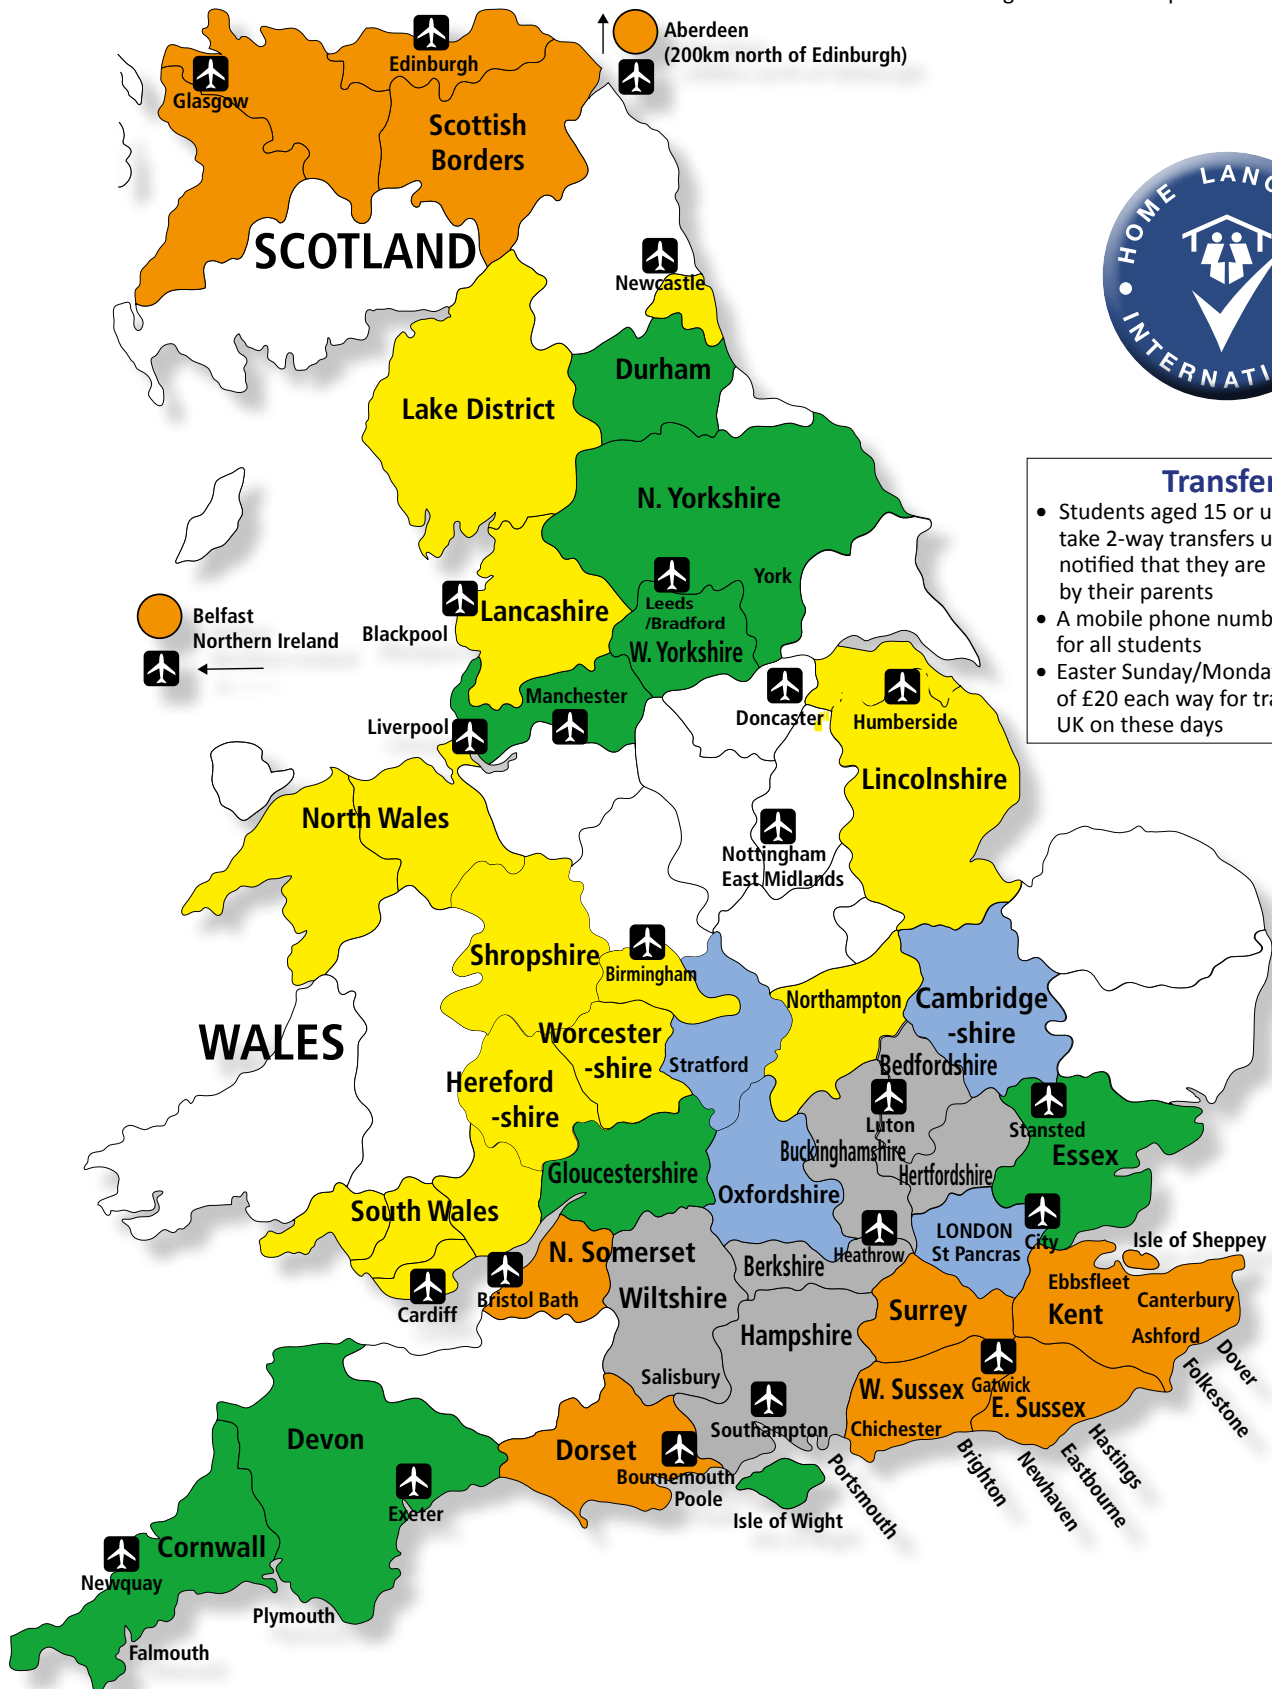 Aberdeen
(200km north of Edinburgh)
Edinburgh
Glasgow
Scottish
Borders
SCOTLAND
Newcastle
HOME
INTERNATI
Durham
Lake District
Transfer
N. Yorkshire
• Students aged 15 or u
take 2-way transfers u
notified that they are
by their parents
• A mobile phone numb
for all students
• Easter Sunday/Monda
of £20 each way for tra
UK on these days
York
Leeds
/Bradford
Lancashire
Belfast
Northern Ireland
Blackpool
W. Yorkshire
Manchester
Liverpool
Doncaster
Humberside
Lincolnshire
North Wales
Nottingham
East Midlands
Shropshire
Birmingham
Northampton
Cambridge
-shire
WALES
Worcester
-shire
Stratford
Bedfordshire
Hereford
-shire
Luton
Stansted
Buckinghamshire
Essex
Gloucestershire
Hertfordshire
Oxfordshire
South Wales
LONDON
St Pancras
City
Isle of Sheppey
N. Somerset
Heathrow
Berkshire
Ebbsfleet
Bristol Bath
Cardiff
Wiltshire
Canterbury
Surrey
Kent
Hampshire
Ashford
Dover
Folkestone
Salisbury
W. Sussex
Gatwick
E. Sussex
Chichester
Southampton
Devon
Dorset
Hastings
Eastbourne
Newhaven
Brighton
Portsmouth
Bournemouth
Poole
Isle of Wight
Exeter
Cornwall
Newquay
Plymouth
Falmouth